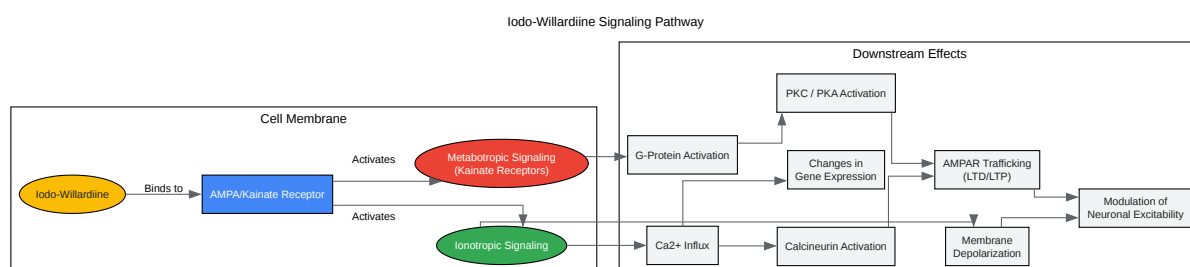 Iodo-Willardiine Signaling Pathway
Cell Membrane
Iodo-Willardiine
Binds to
AMPA/Kainate Receptor
Activates
Activates
Metabotropic Signaling
(Kainate Receptors)
Ionotropic Signaling
Downstream Effects
G-Protein Activation
PKC / PKA Activation
Changes in
Gene Expression
AMPAR Trafficking
(LTD/LTP)
Ca2+ Influx
Calcineurin Activation
Membrane
Depolarization
Modulation of
Neuronal Excitability